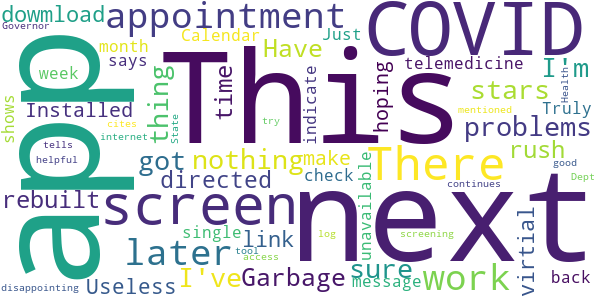 Governor
dowmload
appointment
COVID
app
Calendar
Just
month
says
Have
telemedicine
I'm
week
This
shows
Installed
thing
time
indicate
hoping
stars
Health
mentioned
Truly
cites
State
try
problems
internet
tells
helpful
got
nothing
make
There
rush
good
directed
check
unavailable
Dept
rebuilt
screen
next
continues
later
single
link
log
screening
virtial
tool
access
back
disappointing
Useless
I've
Garbage
sure
message
work